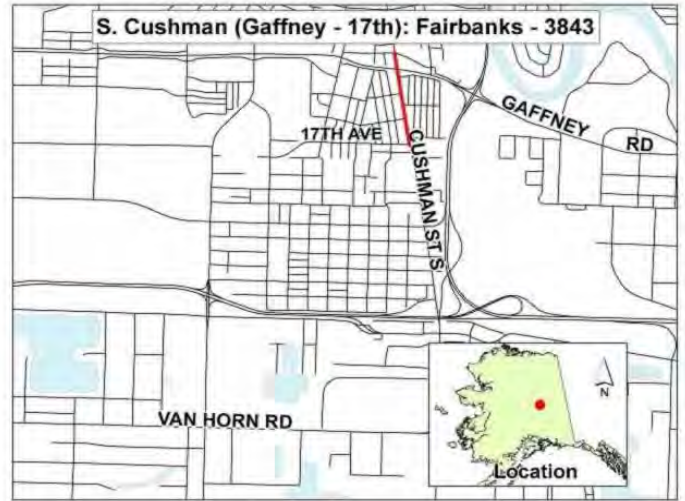 S. Cushman (Gaffney - 17th): Fairbanks - 3843
GAFFNEY
RD
17TH AVE
CUSHMAN ST S
VAN HORN RD
N
Location